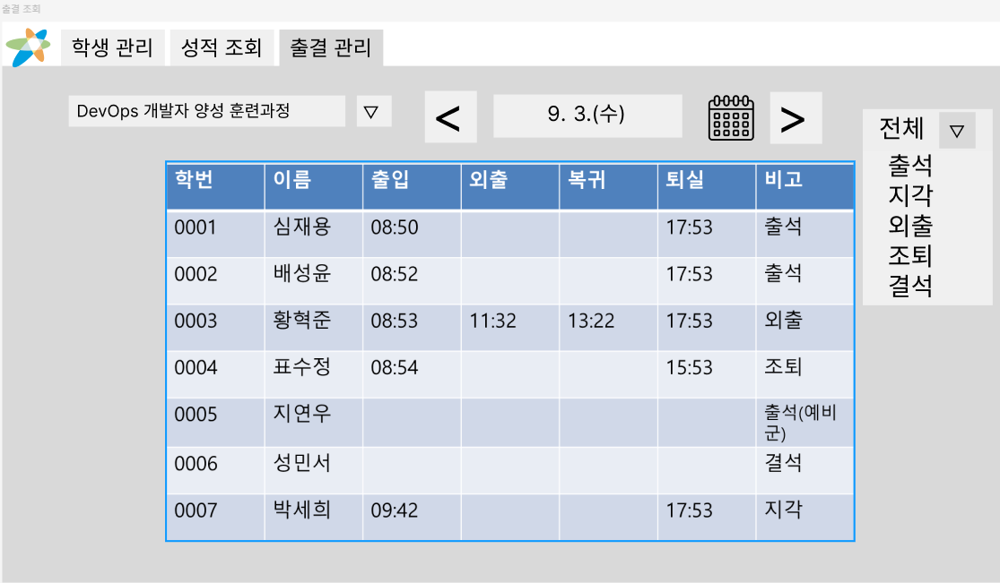 출결 조회
학생 관리 성적 조회 출결 관리
DevOps 개발자 양성 훈련과정 ▽ < 9. 3.(수) >
전체 ▽
출석
지각
외출
조퇴
결석
학번 이름 출입 외출 복귀 퇴실 비고
0001 심재용 08:50 17:53 출석
0002 배성윤 08:52 17:53 출석
0003 황혁준 08:53 11:32 13:22 17:53 외출
0004 표수정 08:54 15:53 조퇴
0005 지연우 출석(예비
군)
0006 성민서 결석
0007 박세희 09:42 17:53 지각